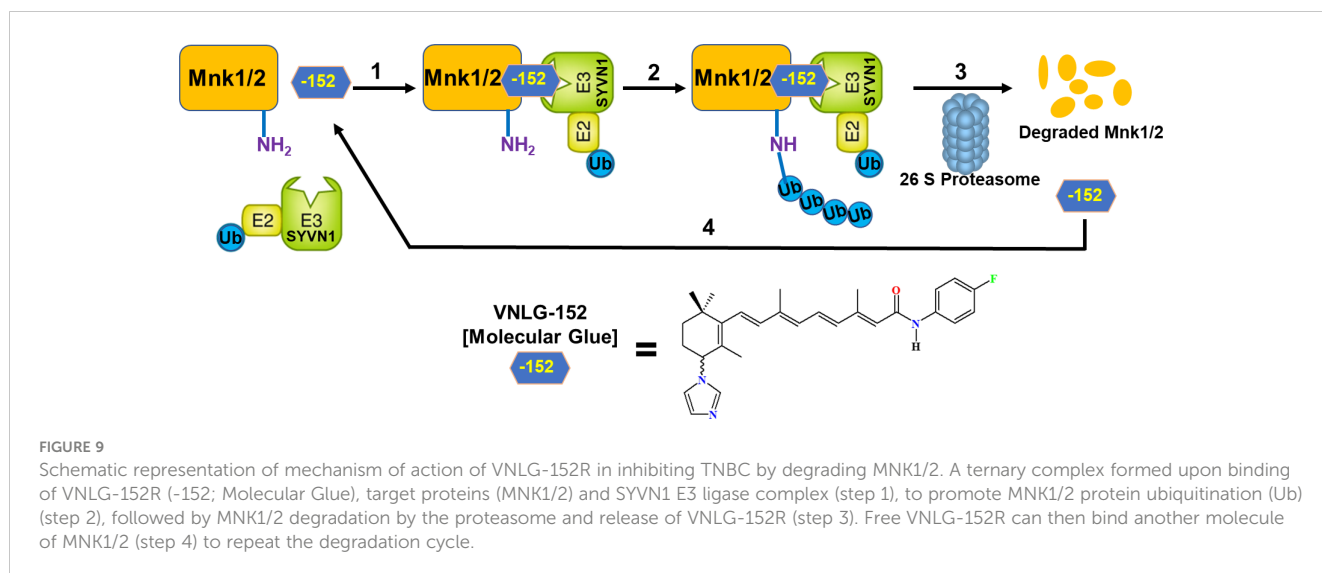 Mnk1/2
-152
1
Mnk1/2
-152
E3
SYVN1
2
Mnk1/2
-152
E3
SYVN1
3
NH2
NH2
E2
Ub
NH
E2
Ub
Degraded Mnk1/2
26 S Proteasome
Ub
Ub
Ub
Ub
-152
Ub
E2
E3
SYVN1
4
VNLG-152
[Molecular Glue]
-152
=
O
F
N
H
N
N
FIGURE 9
Schematic representation of mechanism of action of VNLG-152R in inhibiting TNBC by degrading MNK1/2. A ternary complex formed upon binding
of VNLG-152R (-152; Molecular Glue), target proteins (MNK1/2) and SYVN1 E3 ligase complex (step 1), to promote MNK1/2 protein ubiquitination (Ub)
(step 2), followed by MNK1/2 degradation by the proteasome and release of VNLG-152R (step 3). Free VNLG-152R can then bind another molecule
of MNK1/2 (step 4) to repeat the degradation cycle.